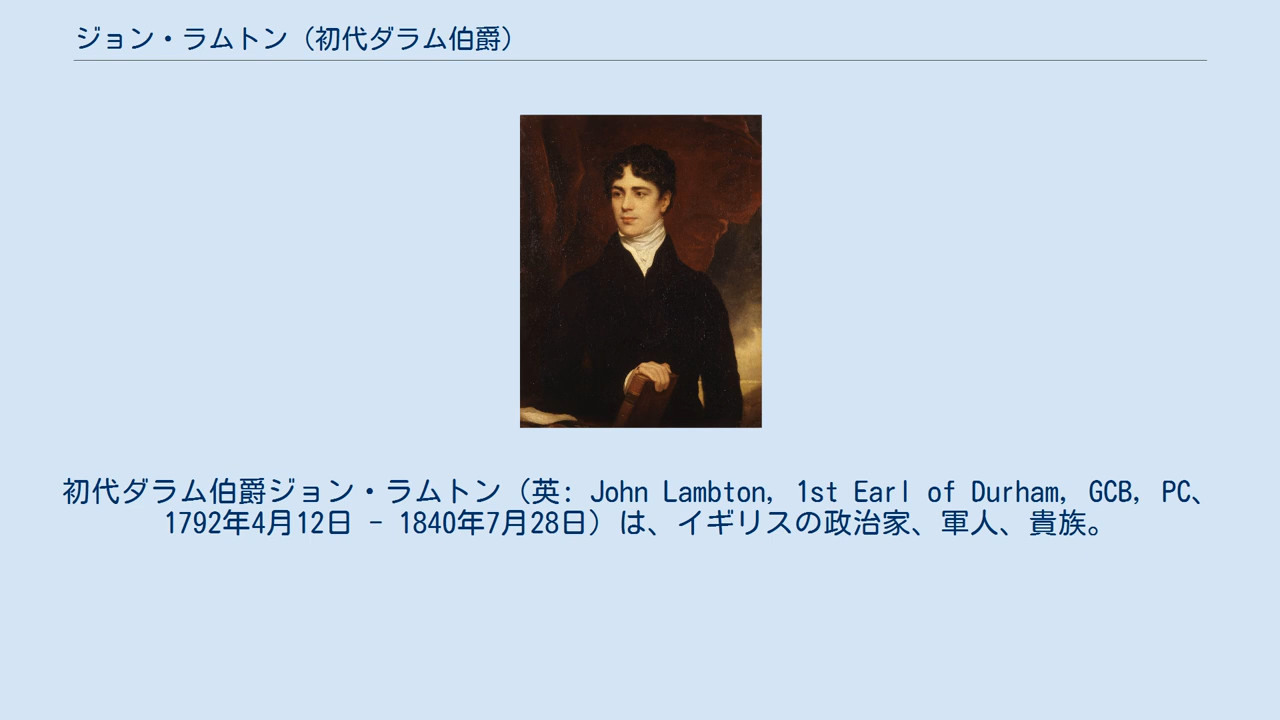 ジョン・ラムトン（初代ダラム伯爵）
初代ダラム伯爵ジョン・ラムトン（英: John Lambton, 1st Earl of Durham, GCB, PC、
1792年4月12日 - 1840年7月28日）は、イギリスの政治家、軍人、貴族。